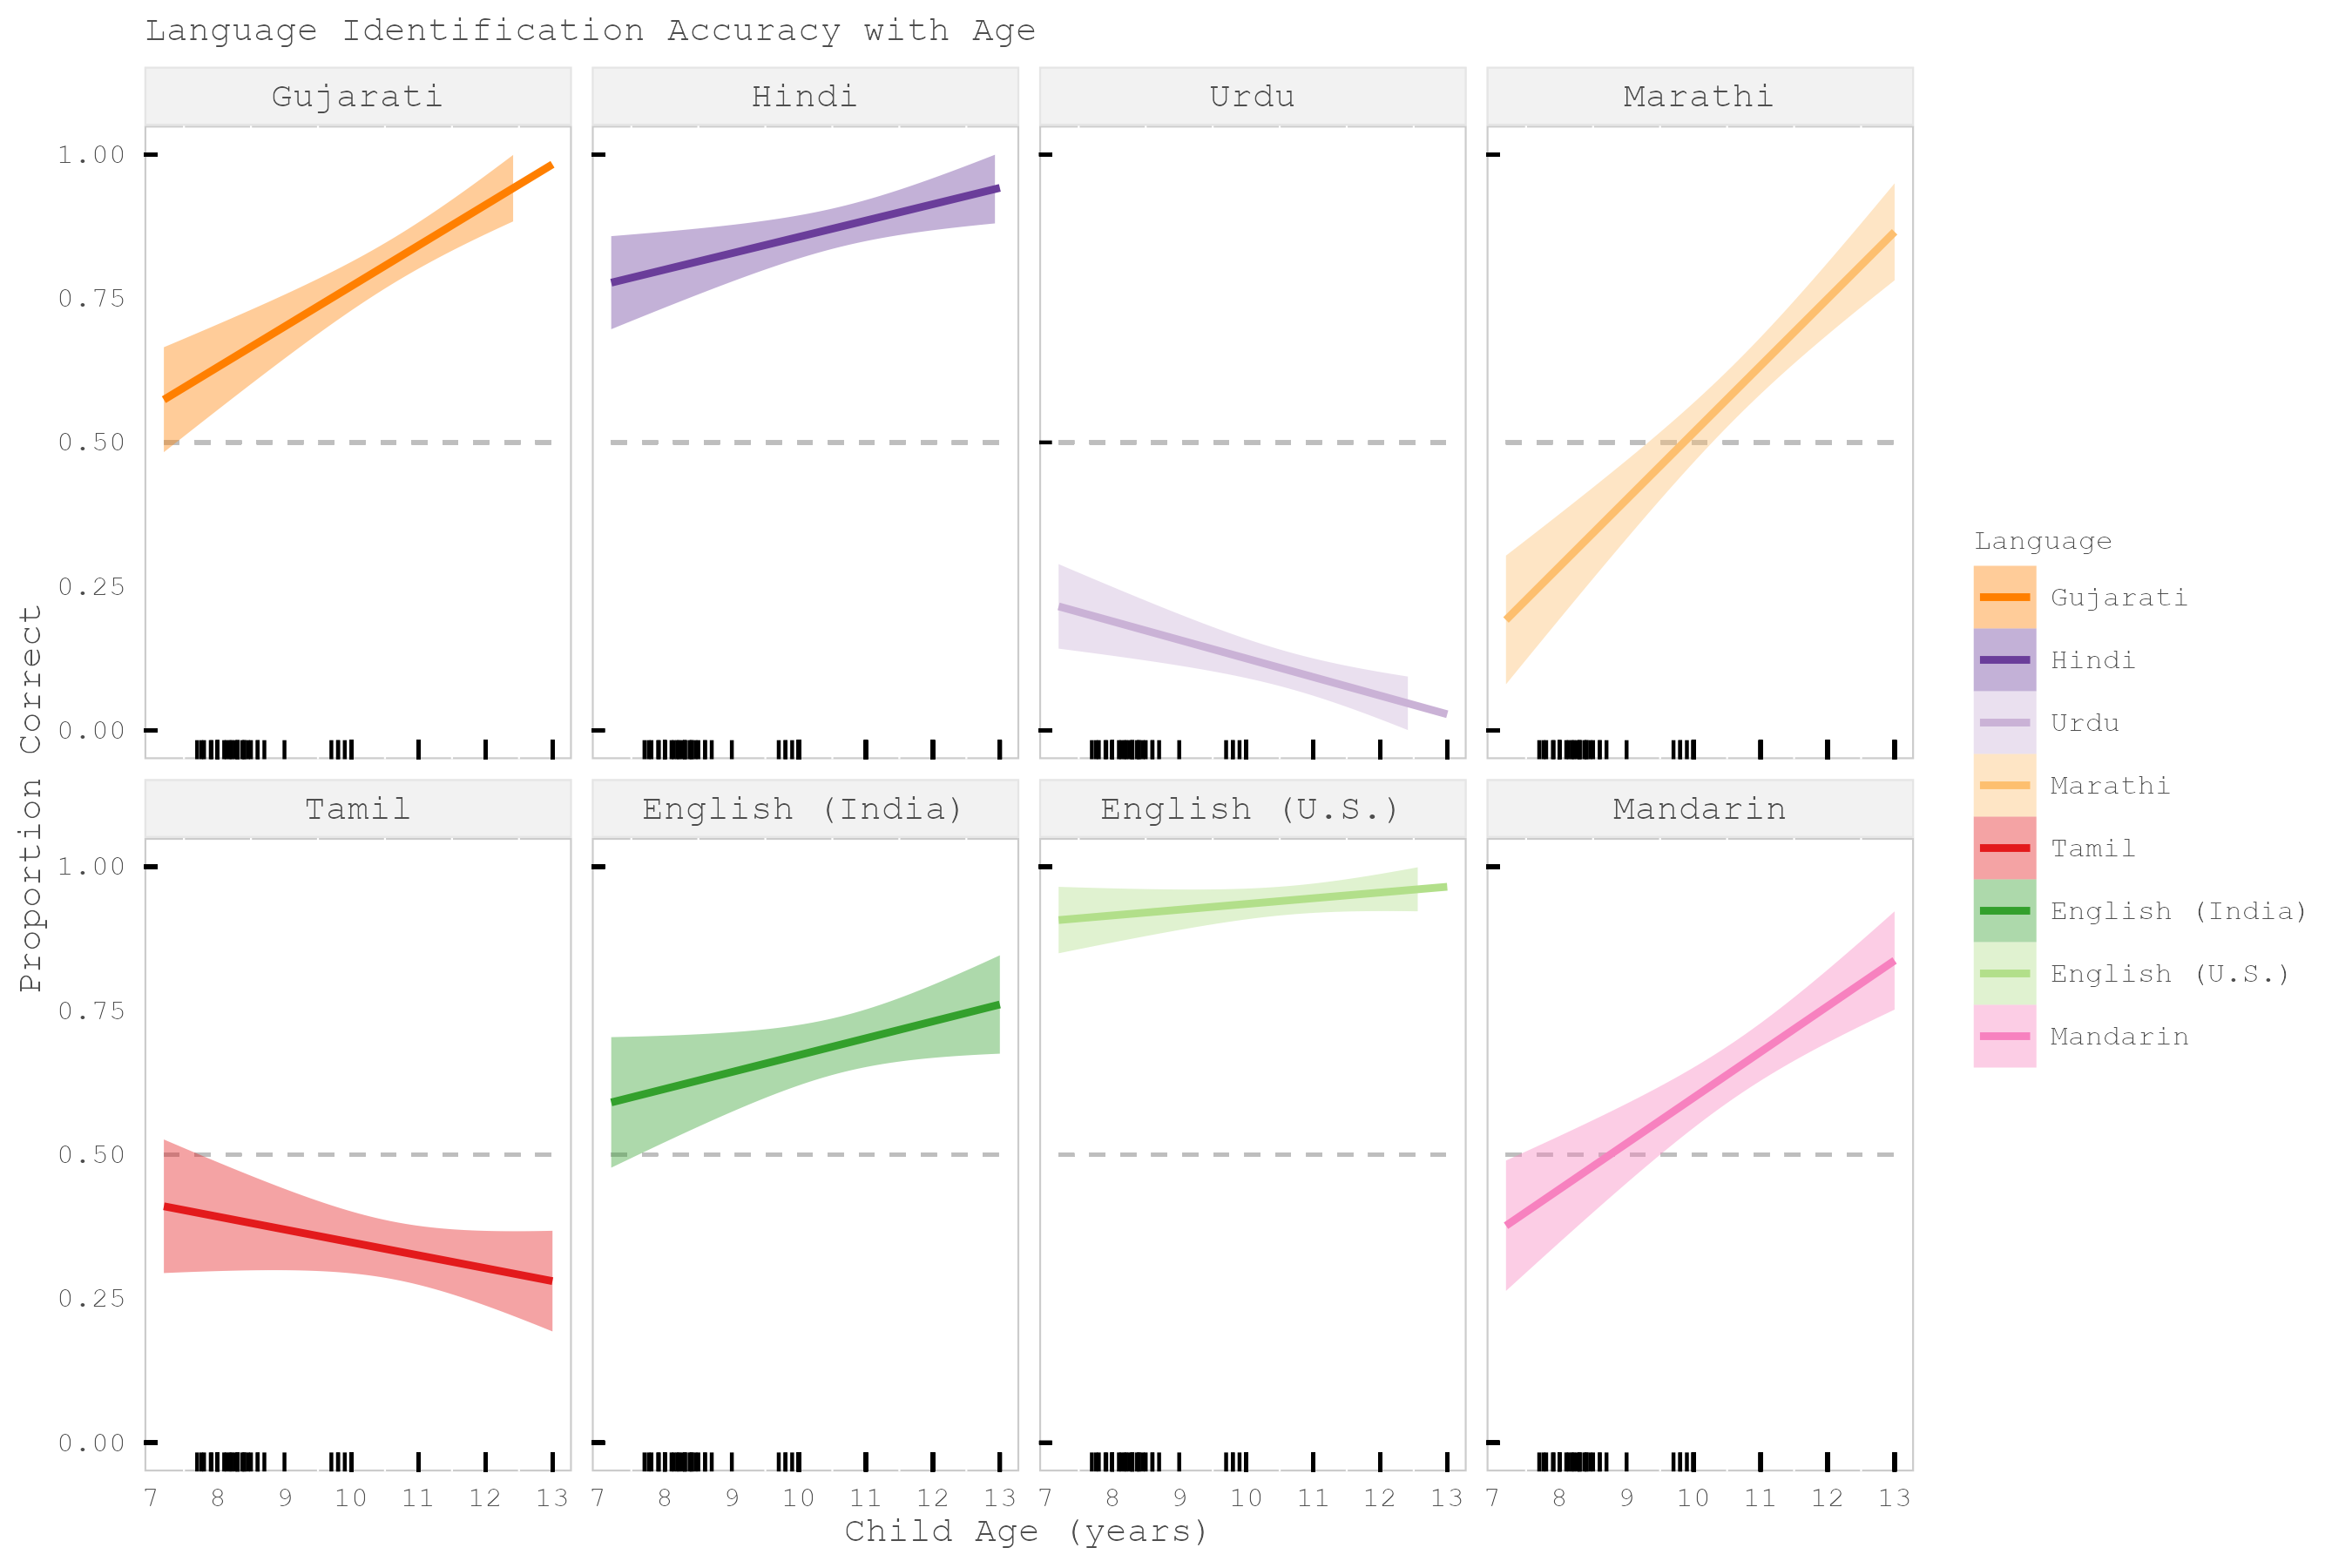 Language Identification Accuracy with Age
Gujarati
Hindi
Urdu
Marathi
1.00
0.75
0.50
0.25
0.00
Proportion Correct
Tamil
English (India)
English (U.S.)
Mandarin
1.00
0.75
0.50
0.25
0.00
7 8 9 10 11 12 13
7 8 9 10 11 12 13
7 8 9 10 11 12 13
7 8 9 10 11 12 13
Child Age (years)
Language
Gujarati
Hindi
Urdu
Marathi
Tamil
English (India)
English (U.S.)
Mandarin